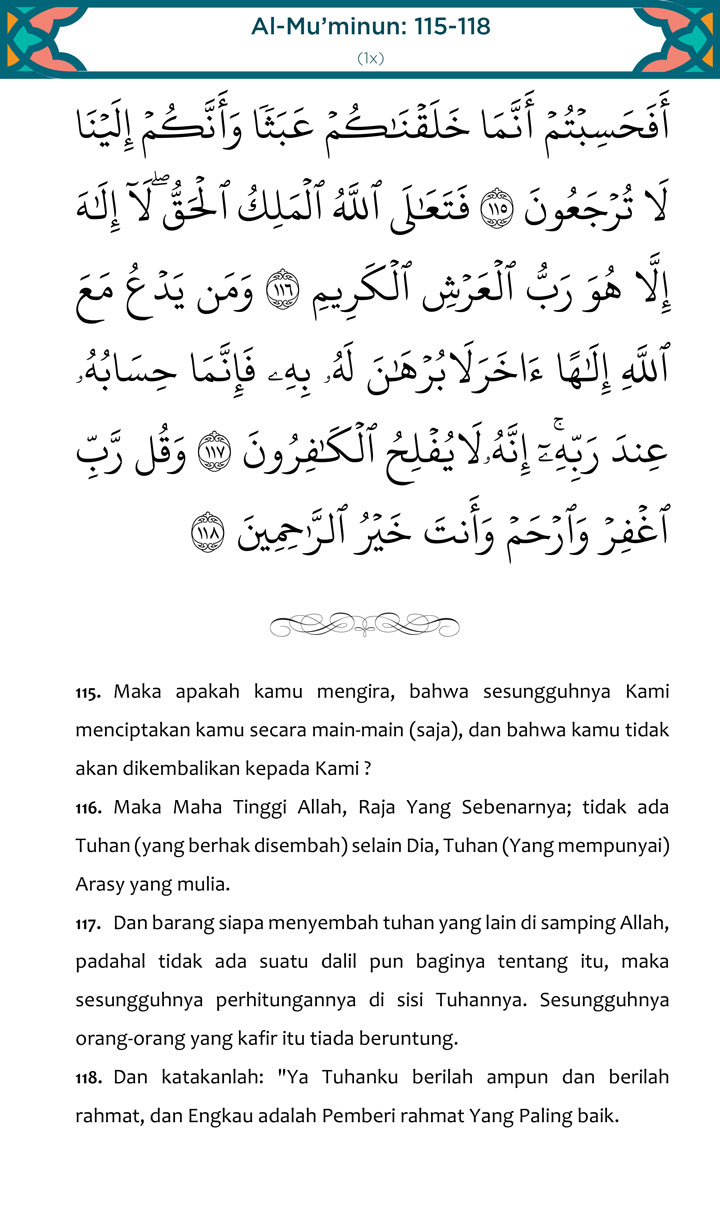 Al-Mu’minun: 115-118
(1x)
أَفَحَسِبْتُمْ أَنَّمَا خَلَقْنَٰكُمْ عَبَثًا وَأَنَّكُمْ إِلَيْنَا
لَا تُرْجَعُونَ ١١٥ فَتَعَٰلَى ٱللَّهُ ٱلْمَلِكُ ٱلْحَقُّ ۖ لَآ إِلَٰهَ
إِلَّا هُوَ رَبُّ ٱلْعَرْشِ ٱلْكَرِيمِ ١١٦ وَمَن يَدْعُ مَعَ
ٱللَّهِ إِلَٰهًا ءَاخَرَ لَا بُرْهَٰنَ لَهُۥ بِهِۦ فَإِنَّمَا حِسَابُهُۥ
عِندَ رَبِّهِۦٓ ۚ إِنَّهُۥ لَا يُفْلِحُ ٱلْكَٰفِرُونَ ١١٧ وَقُل رَّبِّ
ٱغْفِرْ وَٱرْحَمْ وَأَنتَ خَيْرُ ٱلرَّٰحِمِينَ ١١٨
115. Maka apakah kamu mengira, bahwa sesungguhnya Kami
menciptakan kamu secara main-main (saja), dan bahwa kamu tidak
akan dikembalikan kepada Kami ?
116. Maka Maha Tinggi Allah, Raja Yang Sebenarnya; tidak ada
Tuhan (yang berhak disembah) selain Dia, Tuhan (Yang mempunyai)
Arasy yang mulia.
117. Dan barang siapa menyembah tuhan yang lain di samping Allah,
padahal tidak ada suatu dalil pun baginya tentang itu, maka
sesungguhnya perhitungannya di sisi Tuhannya. Sesungguhnya
orang-orang yang kafir itu tiada beruntung.
118. Dan katakanlah: "Ya Tuhanku berilah ampun dan berilah
rahmat, dan Engkau adalah Pemberi rahmat Yang Paling baik.